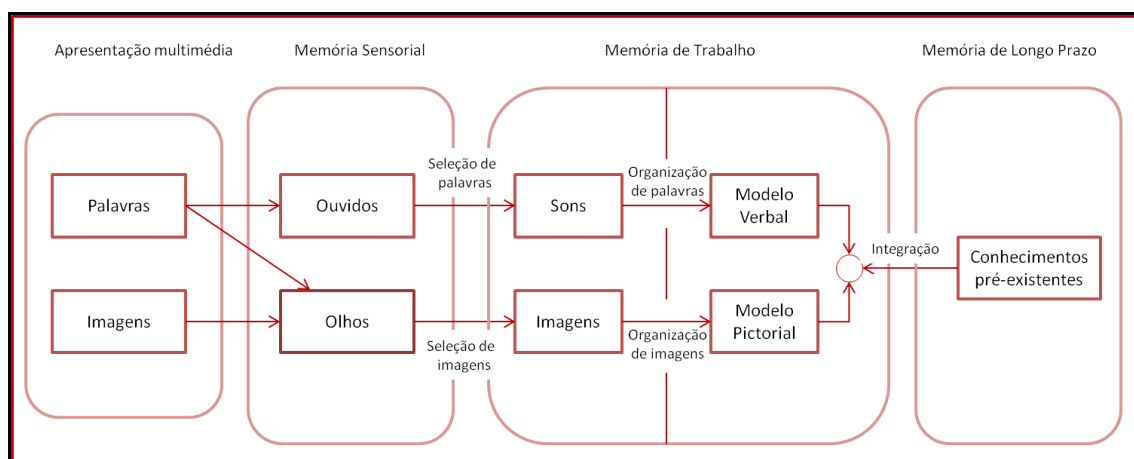 Apresentação multimédia
Memória Sensorial
Memória de Trabalho
Memória de Longo Prazo
Seleção de
palavras
Organização
de palavras
Palavras
Ouvidos
Sons
Modelo
Verbal
Integração
Conhecimentos
pré-existentes
Imagens
Olhos
Imagens
Modelo
Pictorial
Seleção de
imagens
Organização
de imagens